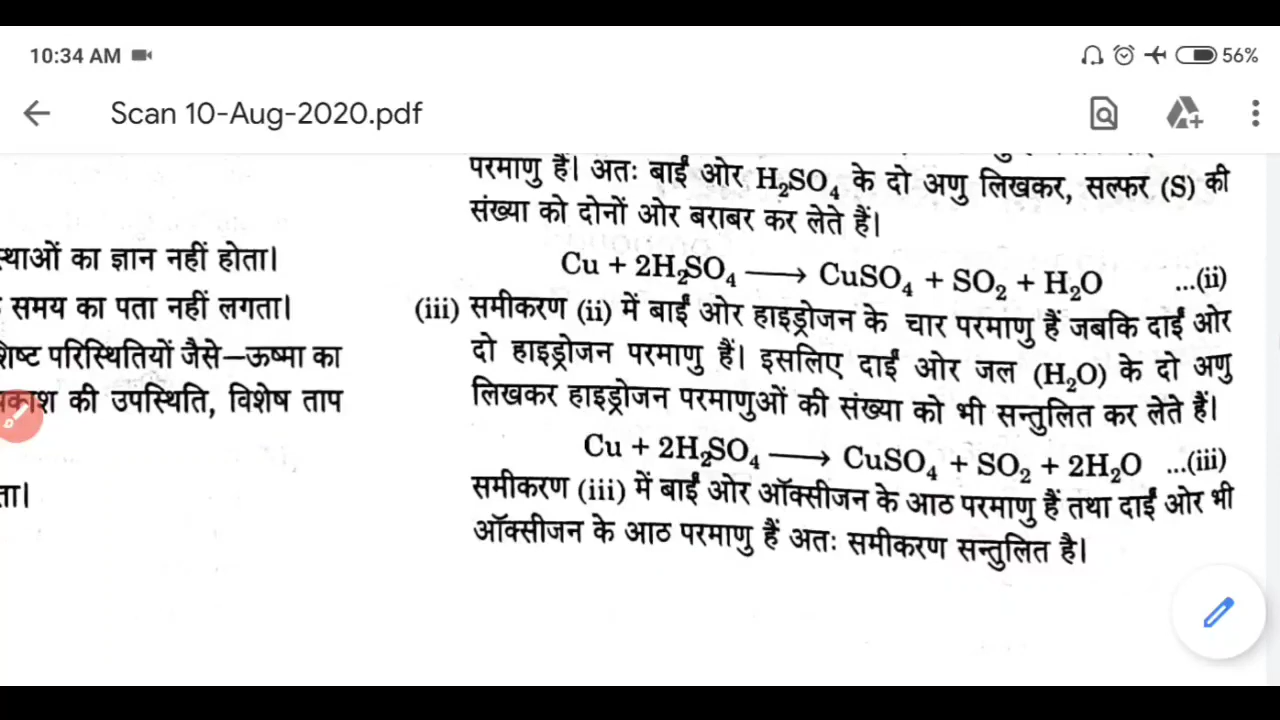 10:34 AM
56%
Scan 10-Aug-2020.pdf
स्थाओं का ज्ञान नहीं होता।
समय का पता नहीं लगता।
शिष्ट परिस्थितियों जैसे–ऊष्मा का
प्रकाश की उपस्थिति, विशेष ताप
ता।
परमाणु हैं। अतः बाईं ओर H₂SO₄ के दो अणु लिखकर, सल्फर (S) की
संख्या को दोनों ओर बराबर कर लेते हैं।
Cu + 2H₂SO₄ ⟶ CuSO₄ + SO₂ + H₂O ...(ii)
(iii) समीकरण (ii) में बाईं ओर हाइड्रोजन के चार परमाणु हैं जबकि दाईं ओर
दो हाइड्रोजन परमाणु हैं। इसलिए दाईं ओर जल (H₂O) के दो अणु
लिखकर हाइड्रोजन परमाणुओं की संख्या को भी सन्तुलित कर लेते हैं।
Cu + 2H₂SO₄ ⟶ CuSO₄ + SO₂ + 2H₂O ...(iii)
समीकरण (iii) में बाईं ओर ऑक्सीजन के आठ परमाणु हैं तथा दाईं ओर भी
ऑक्सीजन के आठ परमाणु हैं अतः समीकरण सन्तुलित है।